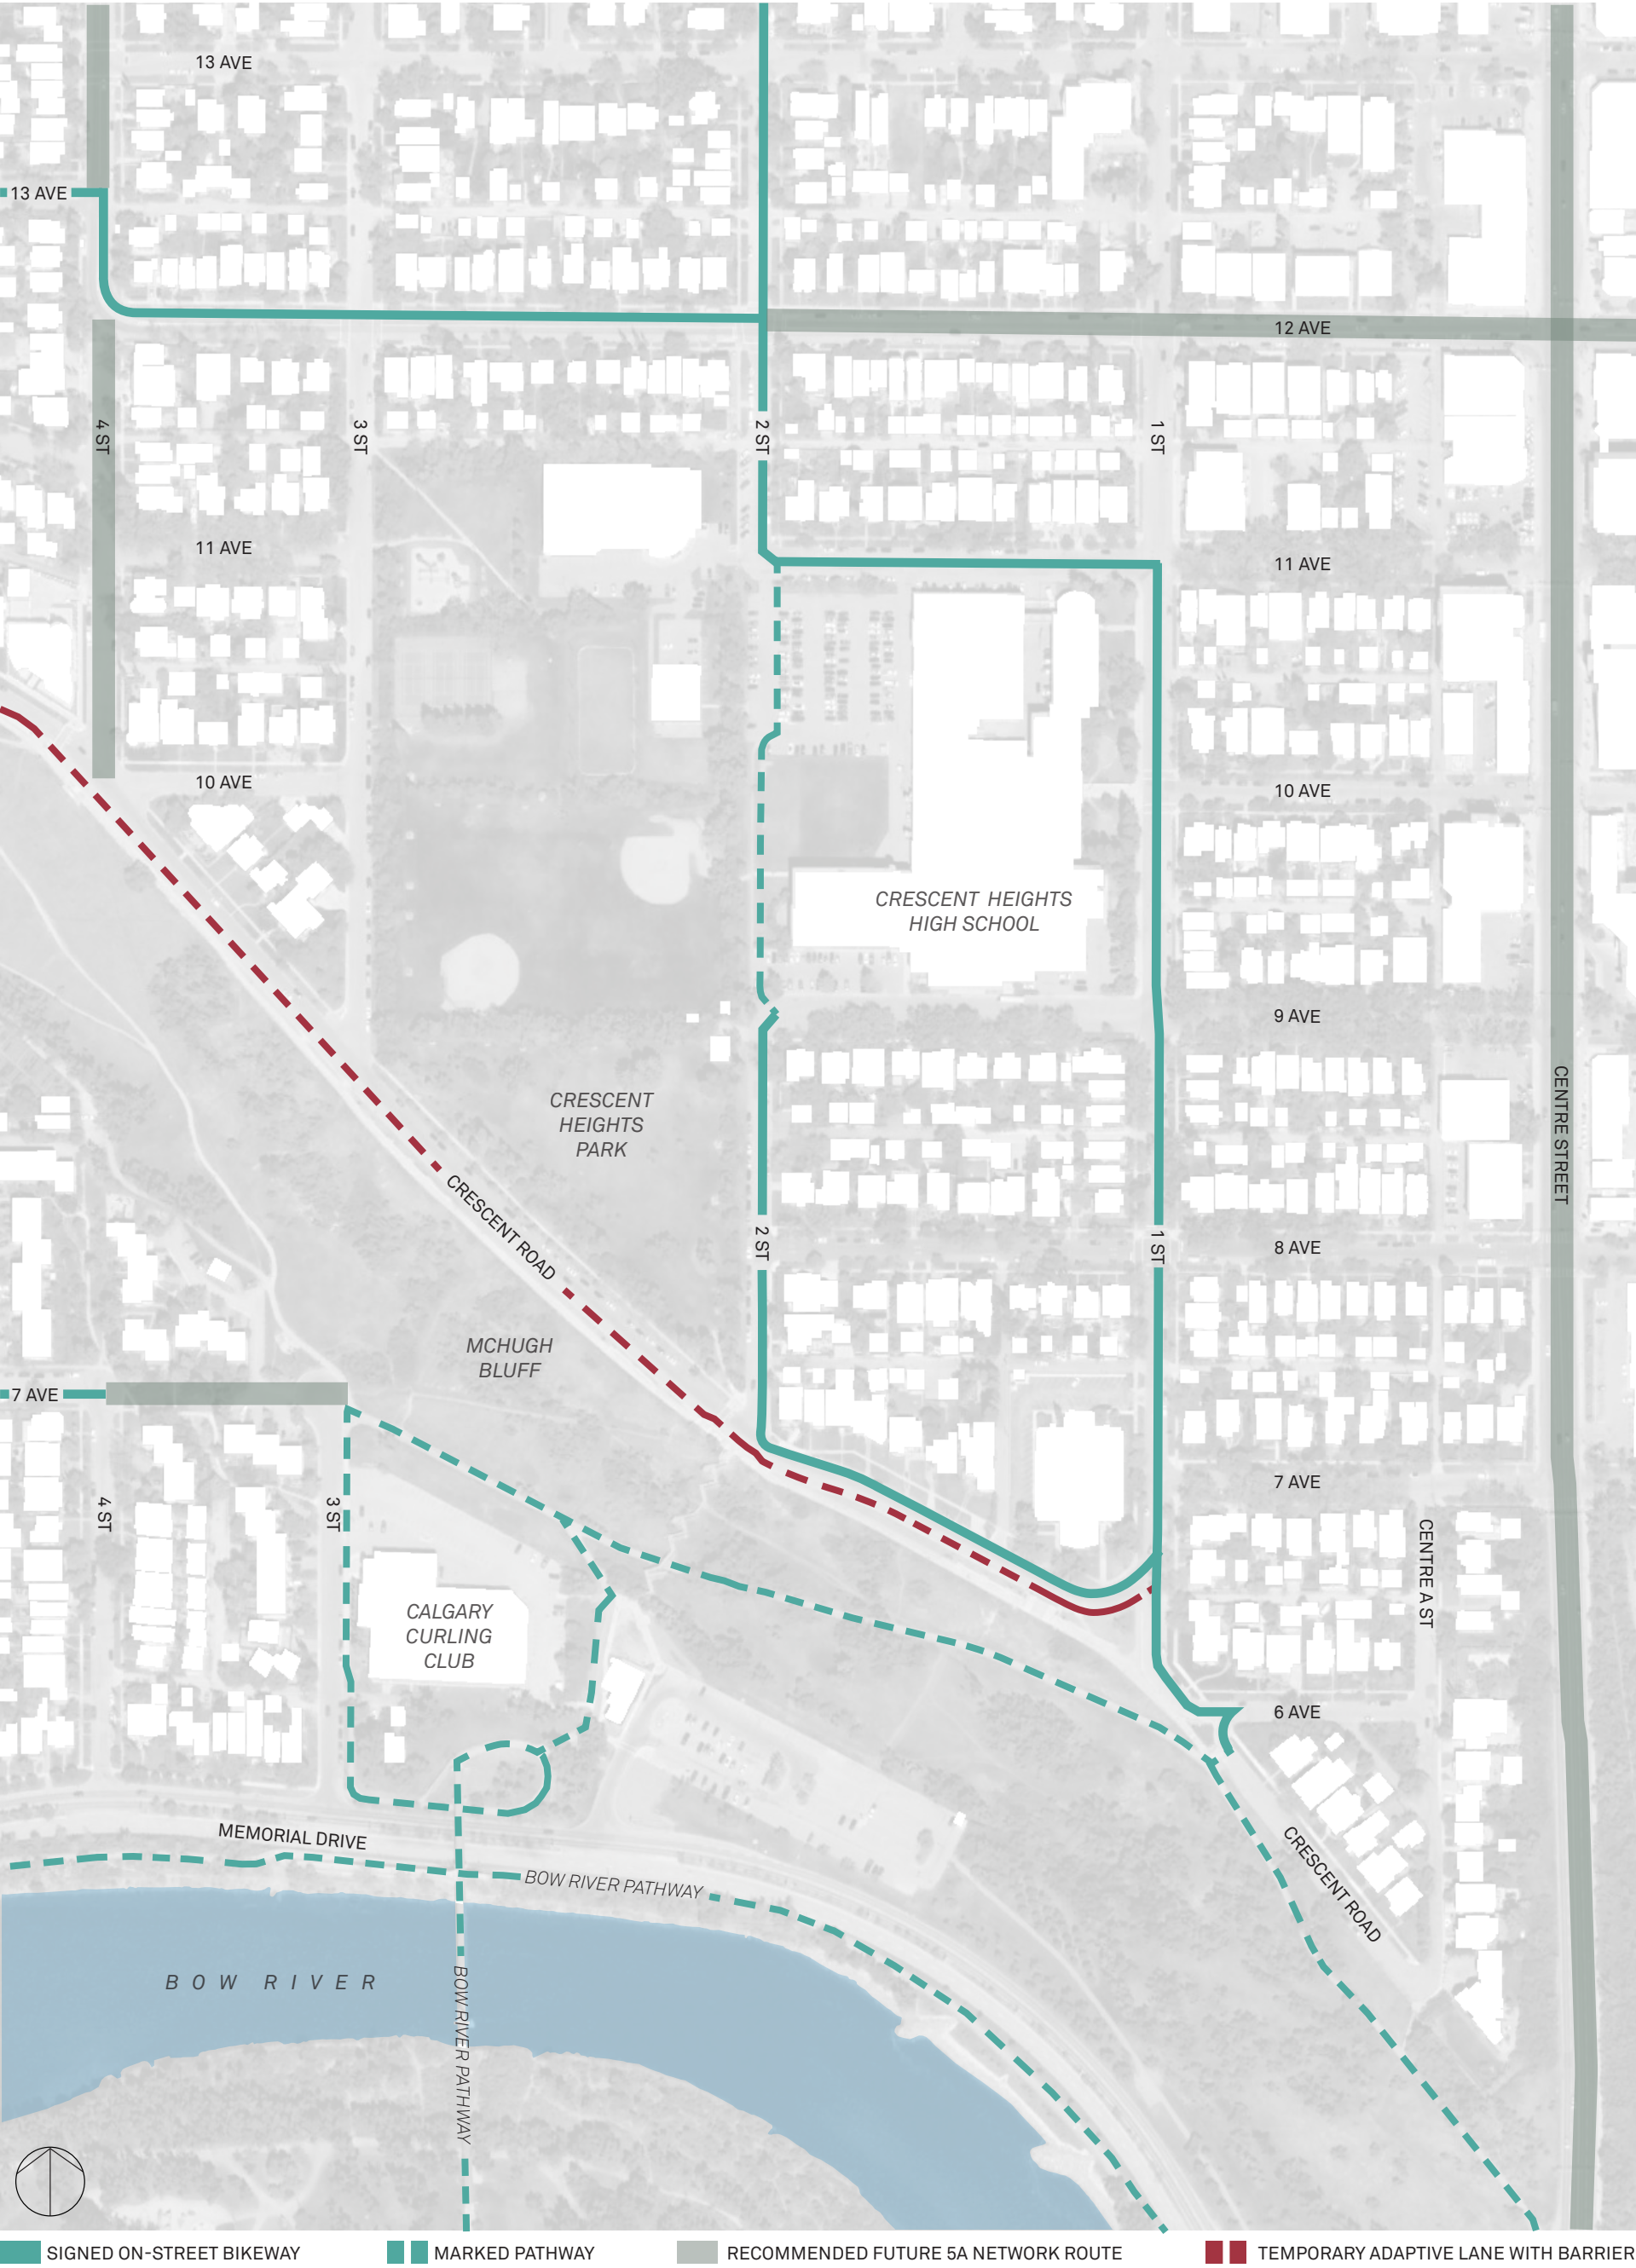 13 AVE
13 AVE
12 AVE
4 ST
3 ST
2 ST
1 ST
11 AVE
11 AVE
10 AVE
10 AVE
CRESCENT HEIGHTS
HIGH SCHOOL
9 AVE
CRESCENT
HEIGHTS
PARK
CENTRE STREET
CRESCENT ROAD
2 ST
1 ST
8 AVE
MCHUGH
BLUFF
7 AVE
7 AVE
4 ST
3 ST
CENTRE A ST
CALGARY
CURLING
CLUB
6 AVE
MEMORIAL DRIVE
CRESCENT ROAD
BOW RIVER PATHWAY
BOW RIVER
BOW RIVER PATHWAY
SIGNED ON-STREET BIKEWAY
MARKED PATHWAY
RECOMMENDED FUTURE 5A NETWORK ROUTE
TEMPORARY ADAPTIVE LANE WITH BARRIER